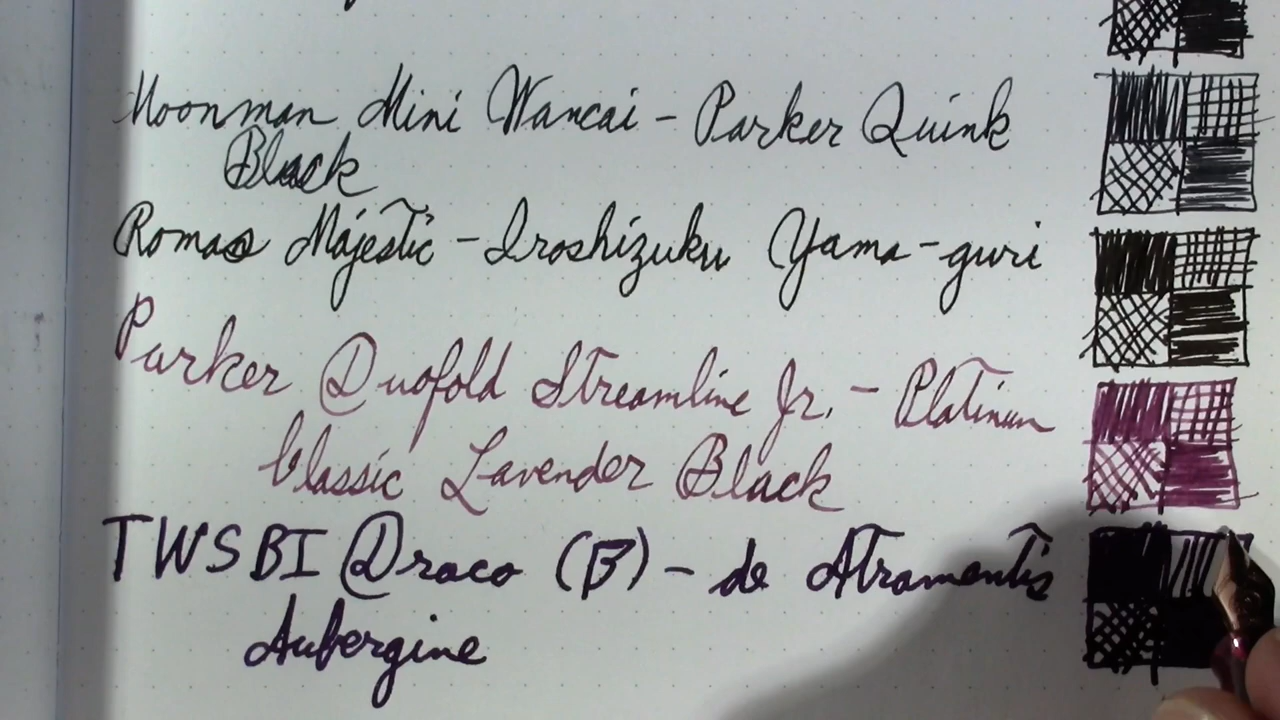 Moonman Mini Wancai - Parker Quink
Black
Romas Majestic - Iroshizuku Yama-guri
Parker Duofold Streamline Jr. - Platinum
Classic Lavender Black
TWSBI Draco (B) - de Atramentis
Aubergine